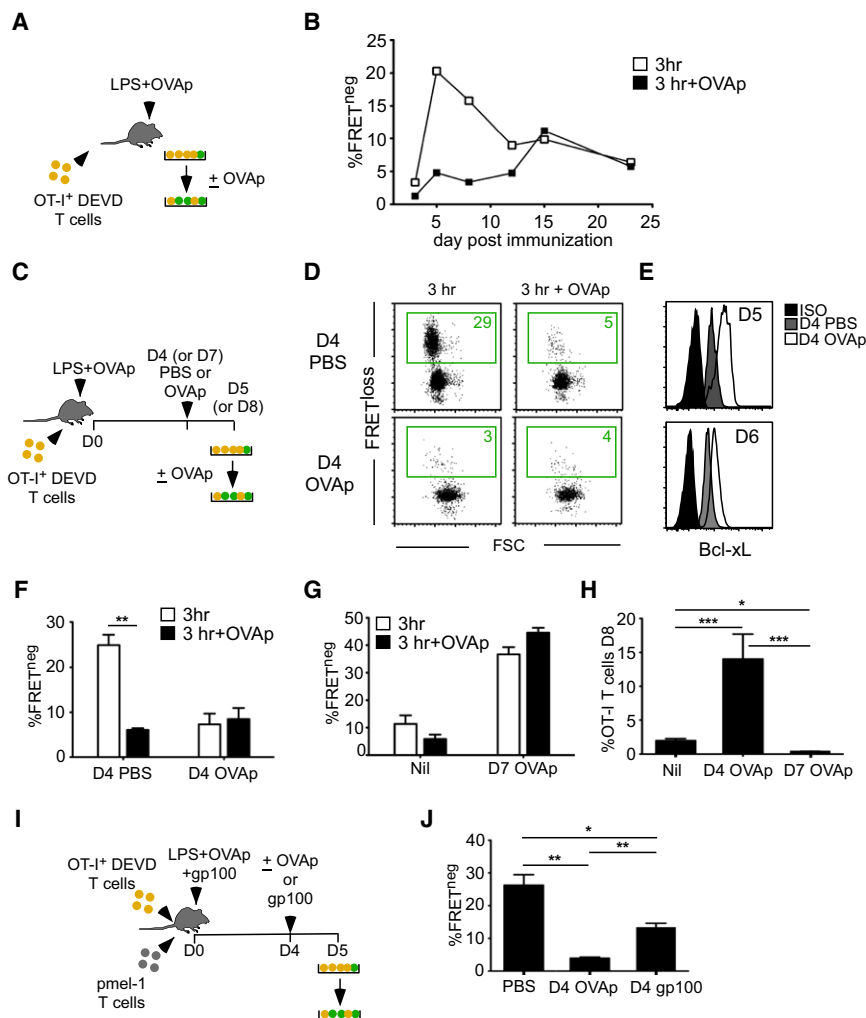 A
LPS+OVAp
OT-I+ DEVD
T cells
± OVAp
B
%FRETneg
25
20
15
10
5
0
3hr
3 hr+OVAp
5
10
15
20
25
day post immunization
C
LPS+OVAp
D4 (or D7)
PBS or
OVAp
D5
(or D8)
D0
OT-I+ DEVD
T cells
± OVAp
D
3 hr
3 hr + OVAp
D4
PBS
29
5
FRETloss
D4
OVAp
3
4
FSC
E
D5
ISO
D4 PBS
D4 OVAp
D6
Bcl-xL
F
%FRETneg
30
20
10
0
**
3hr
3 hr+OVAp
D4 PBS
D4 OVAp
G
%FRETneg
50
40
30
20
10
0
3hr
3 hr+OVAp
Nil
D7 OVAp
H
%OT-I T cells D8
20
15
10
5
0
*
***
***
Nil
D4 OVAp
D7 OVAp
I
OT-I+ DEVD
T cells
LPS+OVAp
+gp100
± OVAp
or
gp100
D0
D4
D5
pmel-1
T cells
J
%FRETneg
40
30
20
10
0
*
**
**
PBS
D4 OVAp
D4 gp100